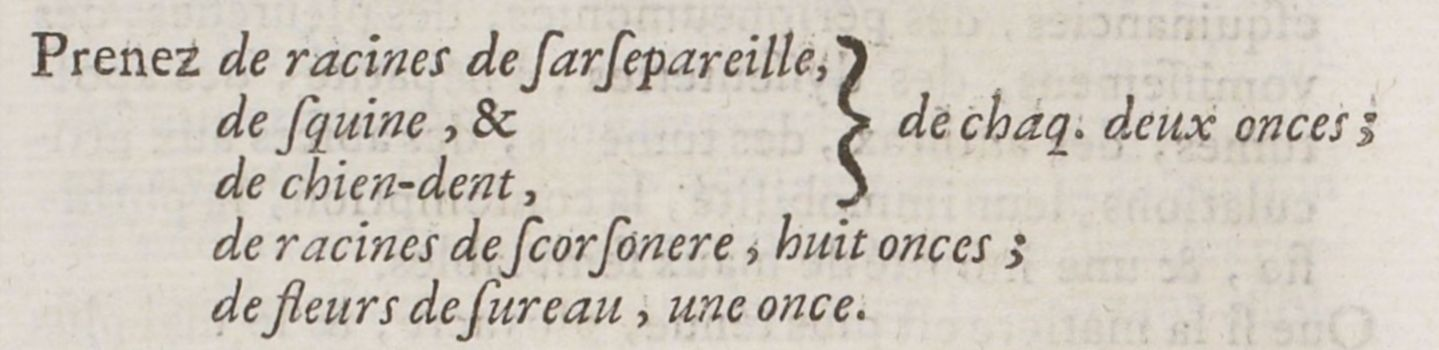 Prenez de racines de ſarſepareille,
de ſquine, &
de chien-dent,
} de chaq. deux onces;
de racines de ſcorſonere, huit onces;
de fleurs de ſureau, une once.